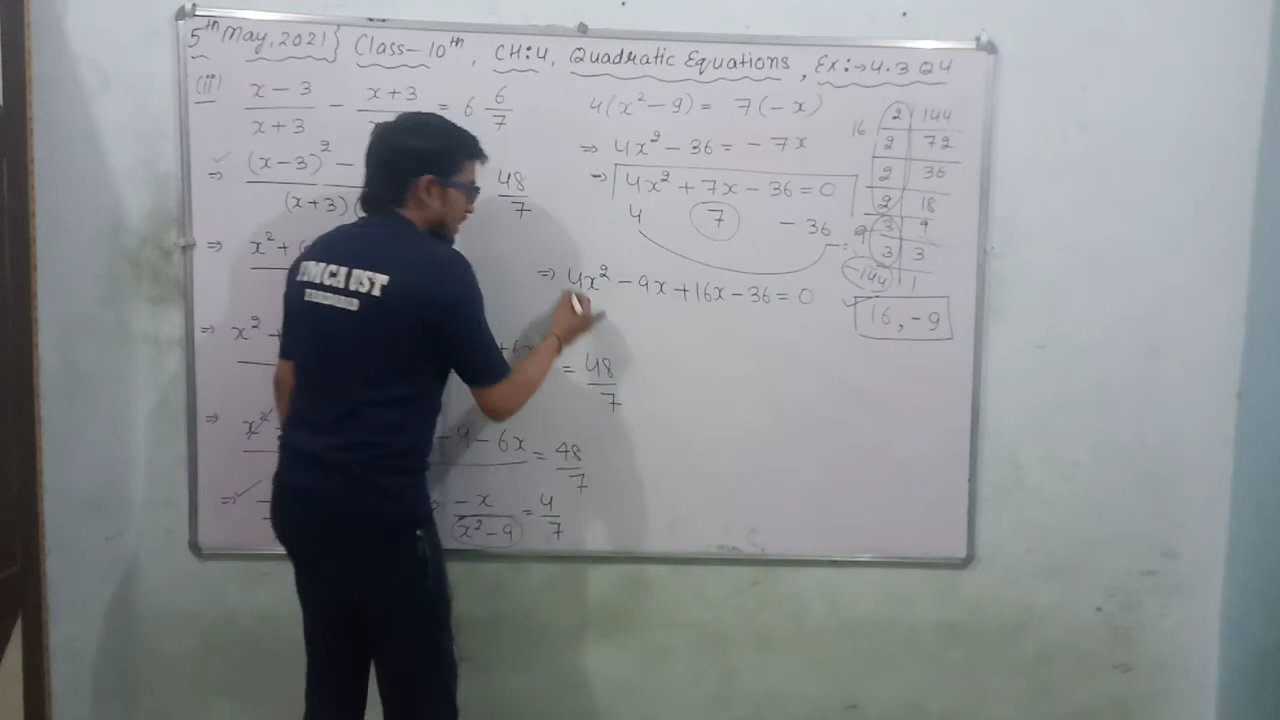 5th May, 2021} Class-10th, CH:4, Quadratic Equations, Ex:→4.3 Q4
(ii) x-3/x+3 - x+3/ = 6 6/7
⇒ (x-3)² - /(x+3)( 48/7
⇒ x²+
⇒ x² + +6x = 48/7
⇒ x² -9-6x = 48/7
⇒ -x/x²-9 = 4/7
4(x²-9) = 7(-x)
⇒ 4x² - 36 = -7x
⇒ 4x² + 7x - 36 = 0
4 7 - 36
-144
⇒ 4x² - 9x + 16x - 36 = 0
16
2 144
2 72
2 36
2 18
9 3 9
3 3
1
16, -9
YMCA UST